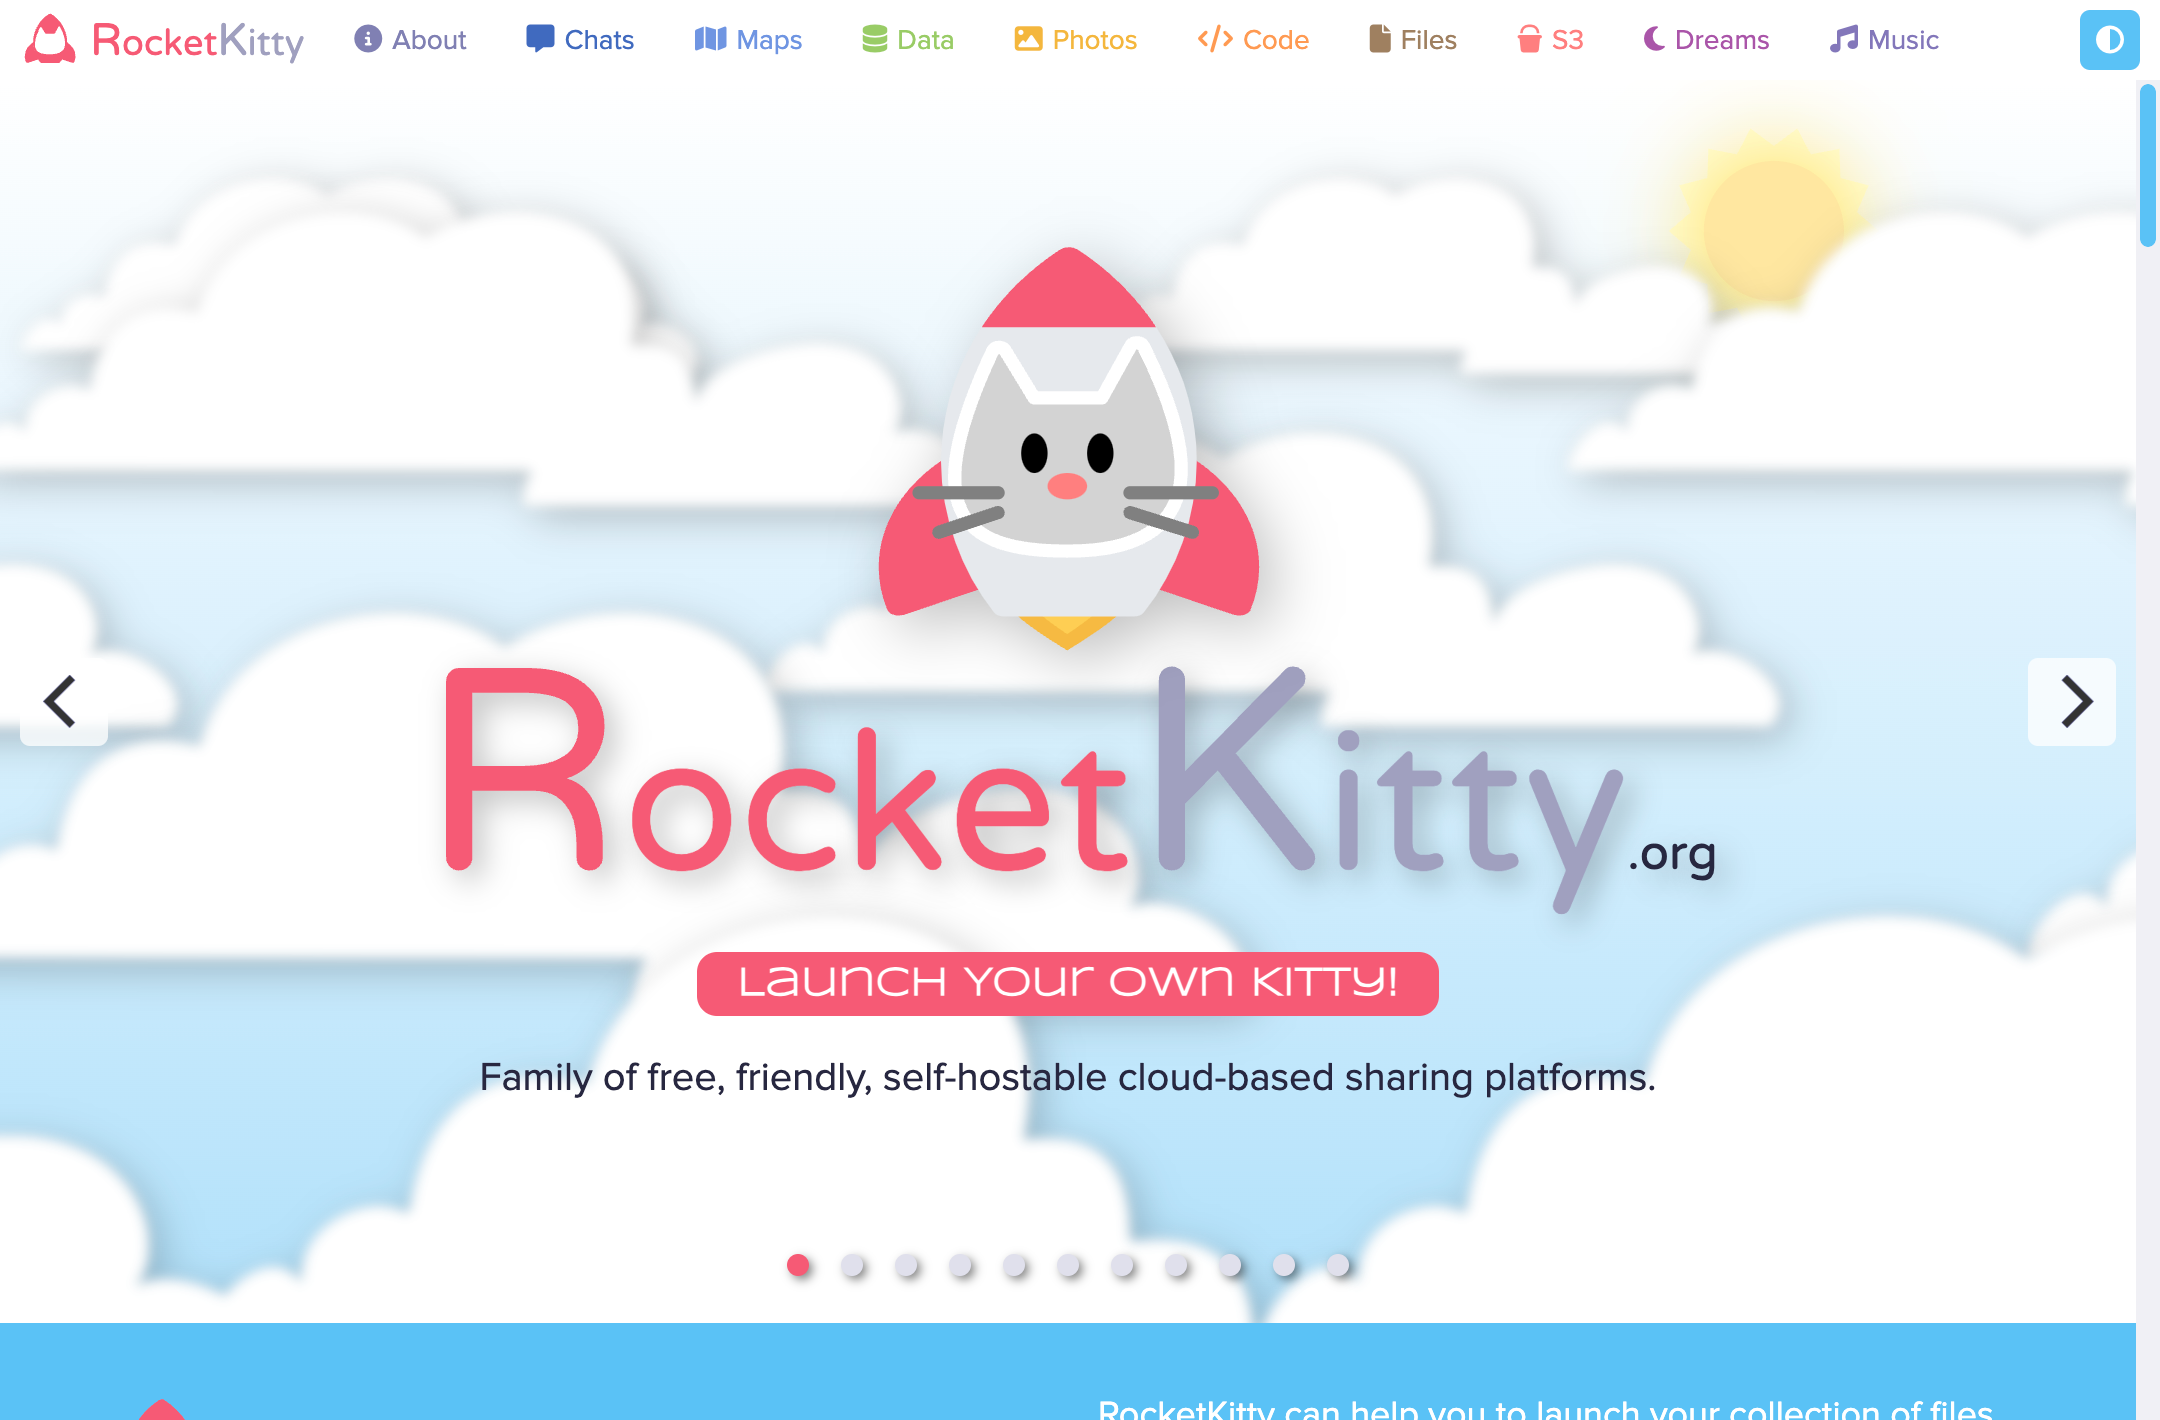 RocketKitty About Chats Maps Data Photos Code Files S3 Dreams Music
RocketKitty.org
Launch Your Own Kitty!
Family of free, friendly, self-hostable cloud-based sharing platforms.
RocketKitty can help you to launch your collection of files